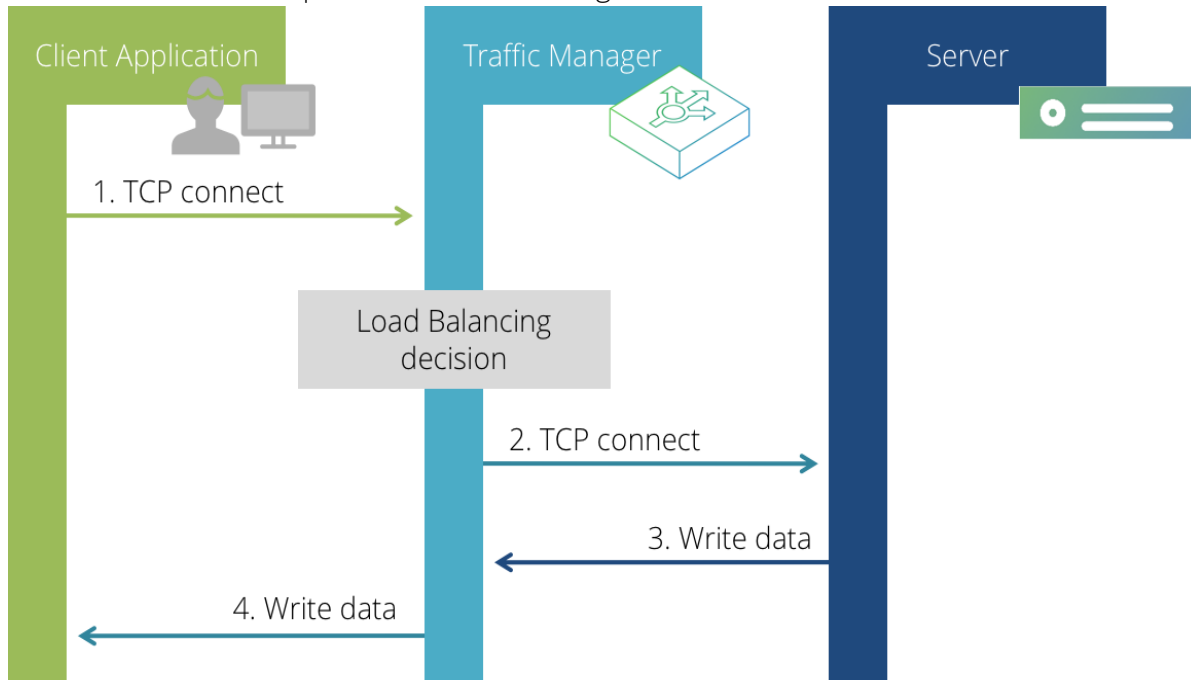 Client Application
Traffic Manager
Server
1. TCP connect
Load Balancing
decision
2. TCP connect
3. Write data
4. Write data